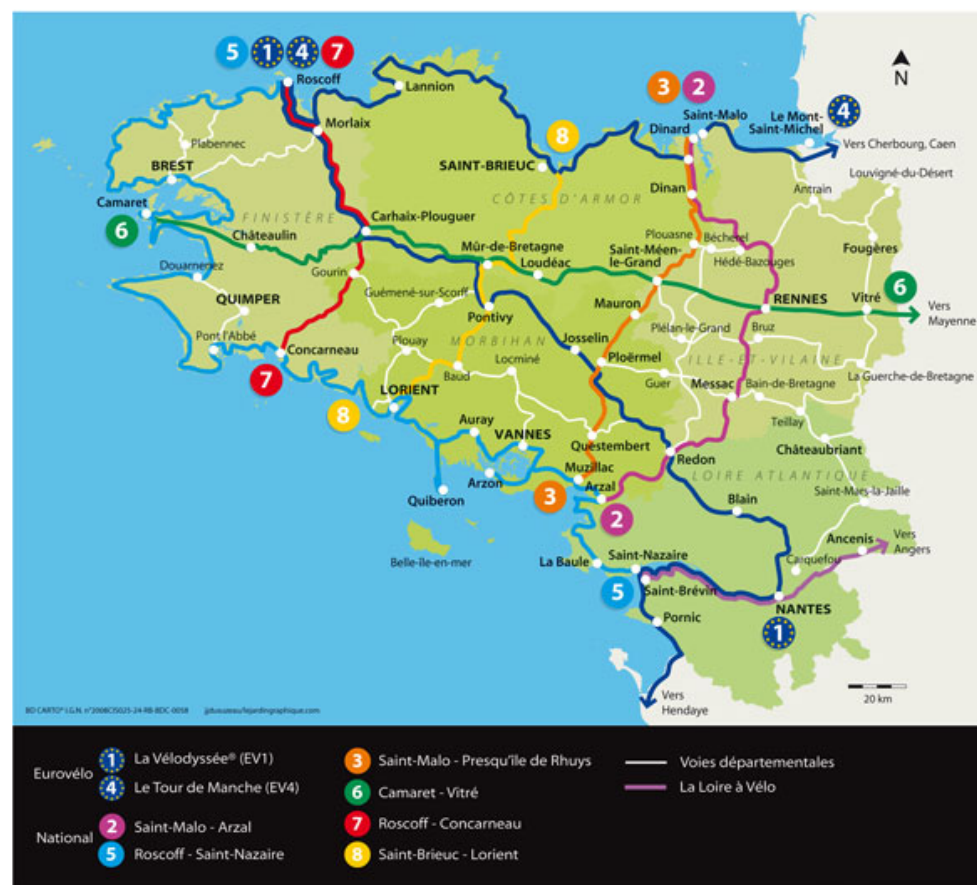 5 1 4 7
Roscoff
Lannion
3 2
N
Saint-Malo
Dinard
Le Mont-
Saint-Michel
4
Vers Cherbourg, Caen
Morlaix
Plabennec
8
SAINT-BRIEUC
BREST
Louvigné-du-Désert
Antrain
Camaret
6
FINISTÈRE
CÔTES D'ARMOR
Dinan
Carhaix-Plouguer
Plouasne
Bécherel
Fougères
Châteaulin
Mûr-de-Bretagne
Saint-Méen-
le-Grand
Hédé-Bazouges
Loudéac
Douarnenez
Gourin
Guémené-sur-Scorff
QUIMPER
Mauron
RENNES
Vitré
6
Vers
Mayenne
Pontivy
Pont l'Abbé
Plouay
MORBIHAN
Josselin
Plélan-le-Grand
Bruz
Concarneau
7
Locminé
Baud
Ploërmel
ILLE-ET-VILAINE
Guer
Messac
La Guerche-de-Bretagne
Bain-de-Bretagne
LORIENT
8
Teillay
Auray
VANNES
Questembert
Châteaubriant
Redon
Muzillac
LOIRE ATLANTIQUE
Quiberon
Arzon
3
Arzal
2
Saint-Mars-la-Jaille
Blain
Belle-île-en-mer
Ancenis
Vers
Angers
La Baule
Saint-Nazaire
Carquefou
5
Saint-Brévin
NANTES
1
Pornic
Vers
Hendaye
20 km
BD CARTO® I.G.N. n°2008CISO25-24-RB-BDC-0058
Eurovélo
1 La Vélodyssée® (EV1)
4 Le Tour de Manche (EV4)
National
2 Saint-Malo - Arzal
5 Roscoff - Saint-Nazaire
3 Saint-Malo - Presqu'île de Rhuys
6 Camaret - Vitré
7 Roscoff - Concarneau
8 Saint-Brieuc - Lorient
Voies départementales
La Loire à Vélo